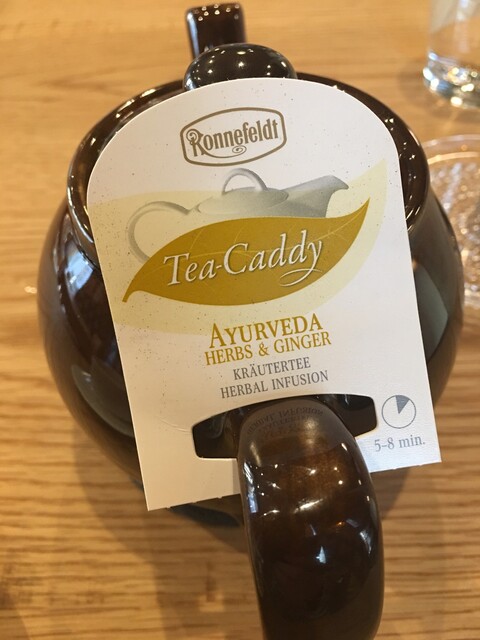 Ronnefeldt
Tea-Caddy
AYURVEDA
HERBS & GINGER
KRÄUTERTEE
HERBAL INFUSION
5-8 min.